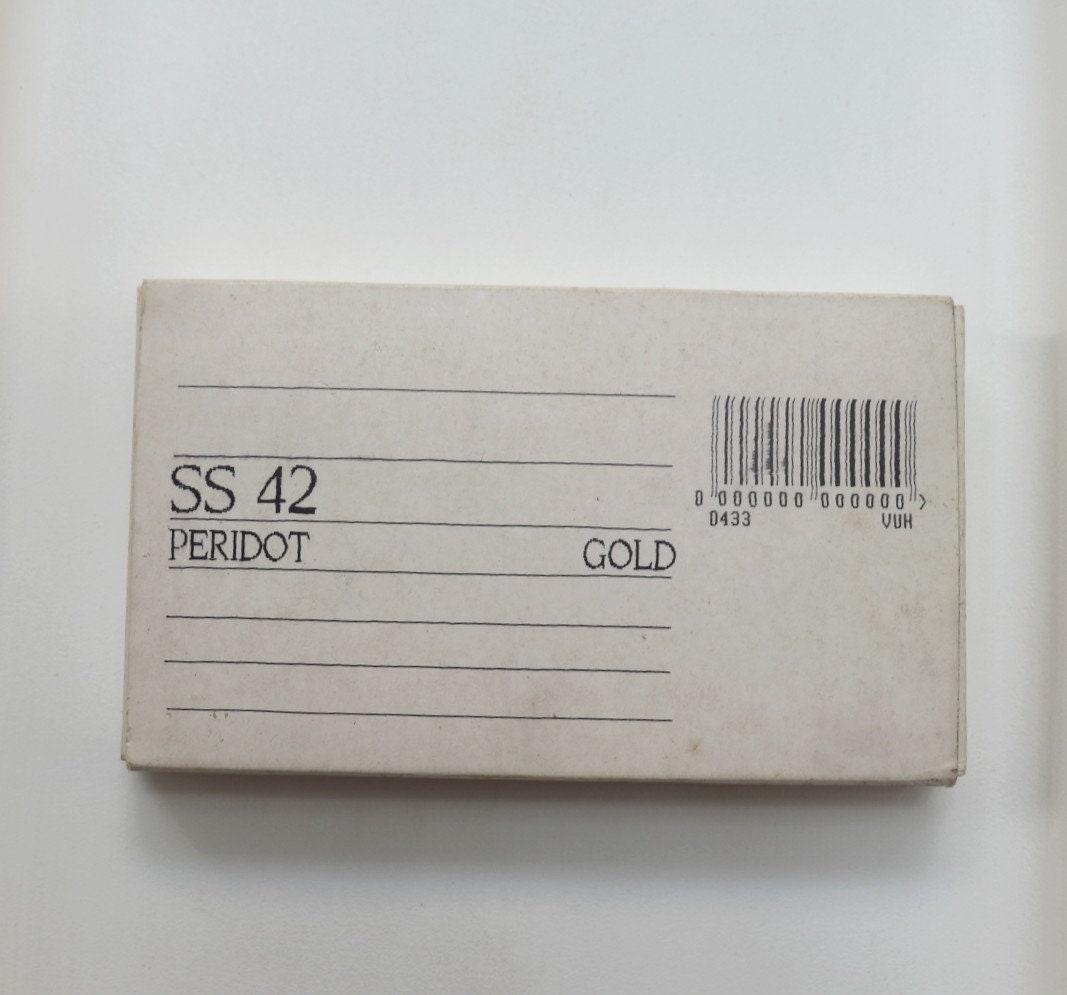 SS 42
PERIDOT GOLD
0 000000 000000 >
0433 VUH